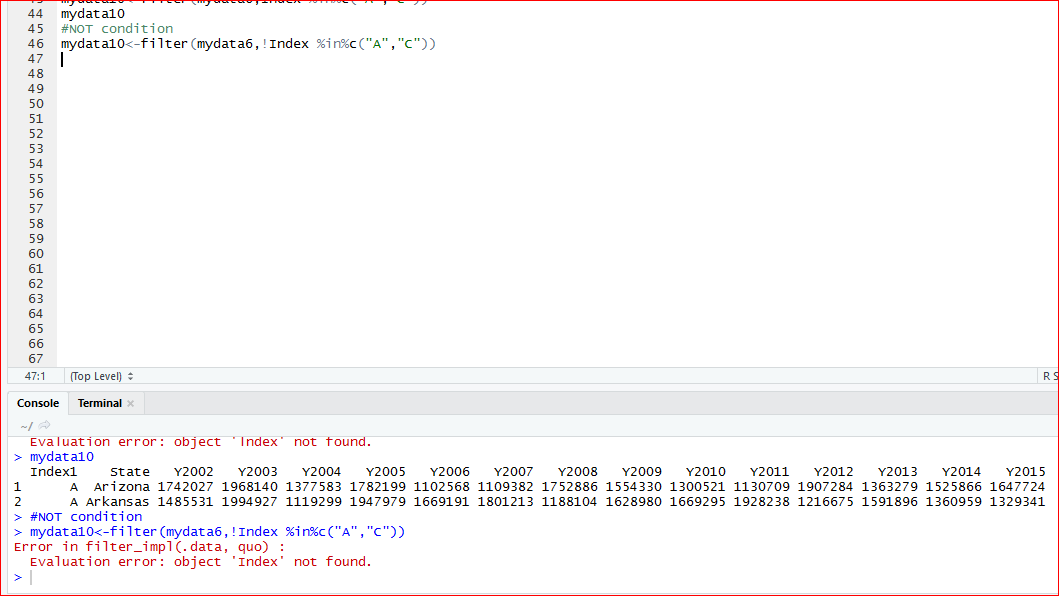 44 mydata10
45 #NOT condition
46 mydata10<-filter(mydata6,!Index %in%c("A","C"))
47
48
49
50
51
52
53
54
55
56
57
58
59
60
61
62
63
64
65
66
67
47:1 (Top Level) R S
Console Terminal
~/
Evaluation error: object 'Index' not found.
> mydata10
Index1 State Y2002 Y2003 Y2004 Y2005 Y2006 Y2007 Y2008 Y2009 Y2010 Y2011 Y2012 Y2013 Y2014 Y2015
1 A Arizona 1742027 1968140 1377583 1782199 1102568 1109382 1752886 1554330 1300521 1130709 1907284 1363279 1525866 1647724
2 A Arkansas 1485531 1994927 1119299 1947979 1669191 1801213 1188104 1628980 1669295 1928238 1216675 1591896 1360959 1329341
> #NOT condition
> mydata10<-filter(mydata6,!Index %in%c("A","C"))
Error in filter_impl(.data, quo) :
Evaluation error: object 'Index' not found.
>